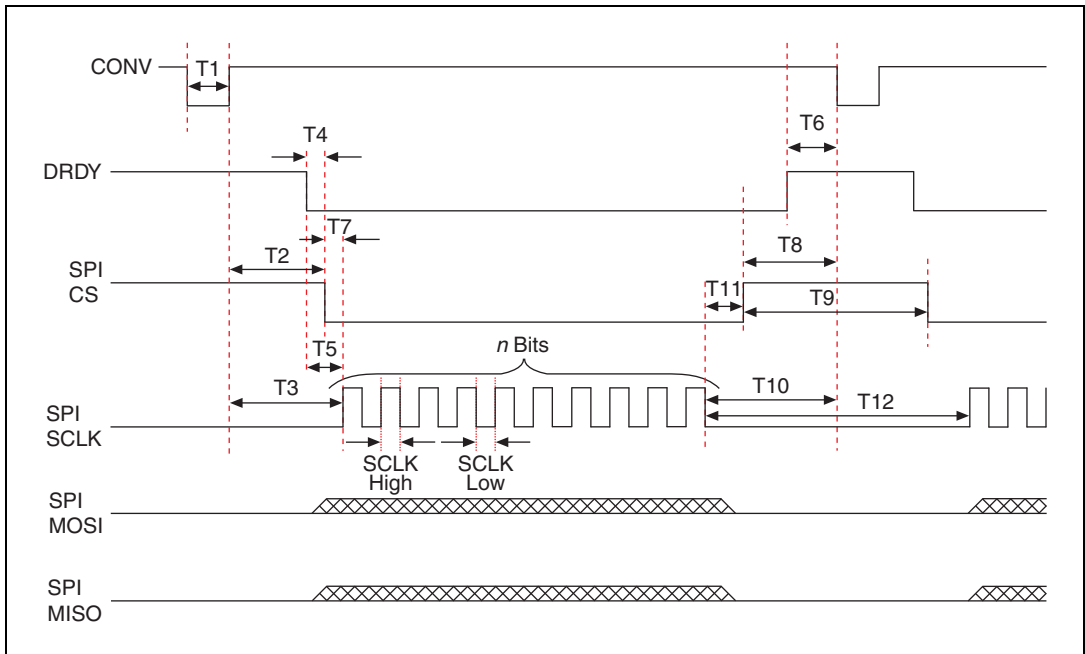 CONV
T1
T6
T4
DRDY
T7
T2
T8
SPI
CS
T11
T9
T5
n Bits
T3
T10
T12
SPI
SCLK
SCLK
High
SCLK
Low
SPI
MOSI
SPI
MISO